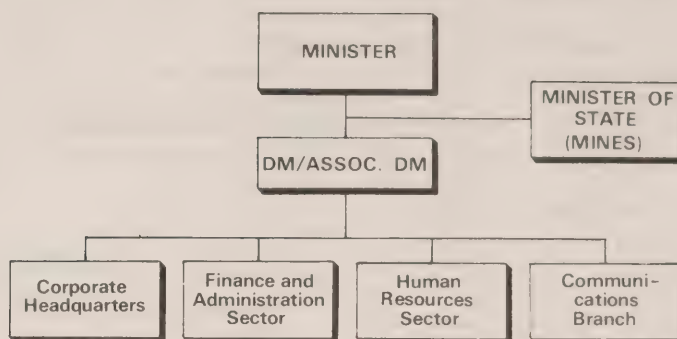 MINISTER
MINISTER OF
STATE
(MINES)
DM/ASSOC. DM
Corporate
Headquarters
Finance and
Administration
Sector
Human
Resources
Sector
Communi-
cations
Branch